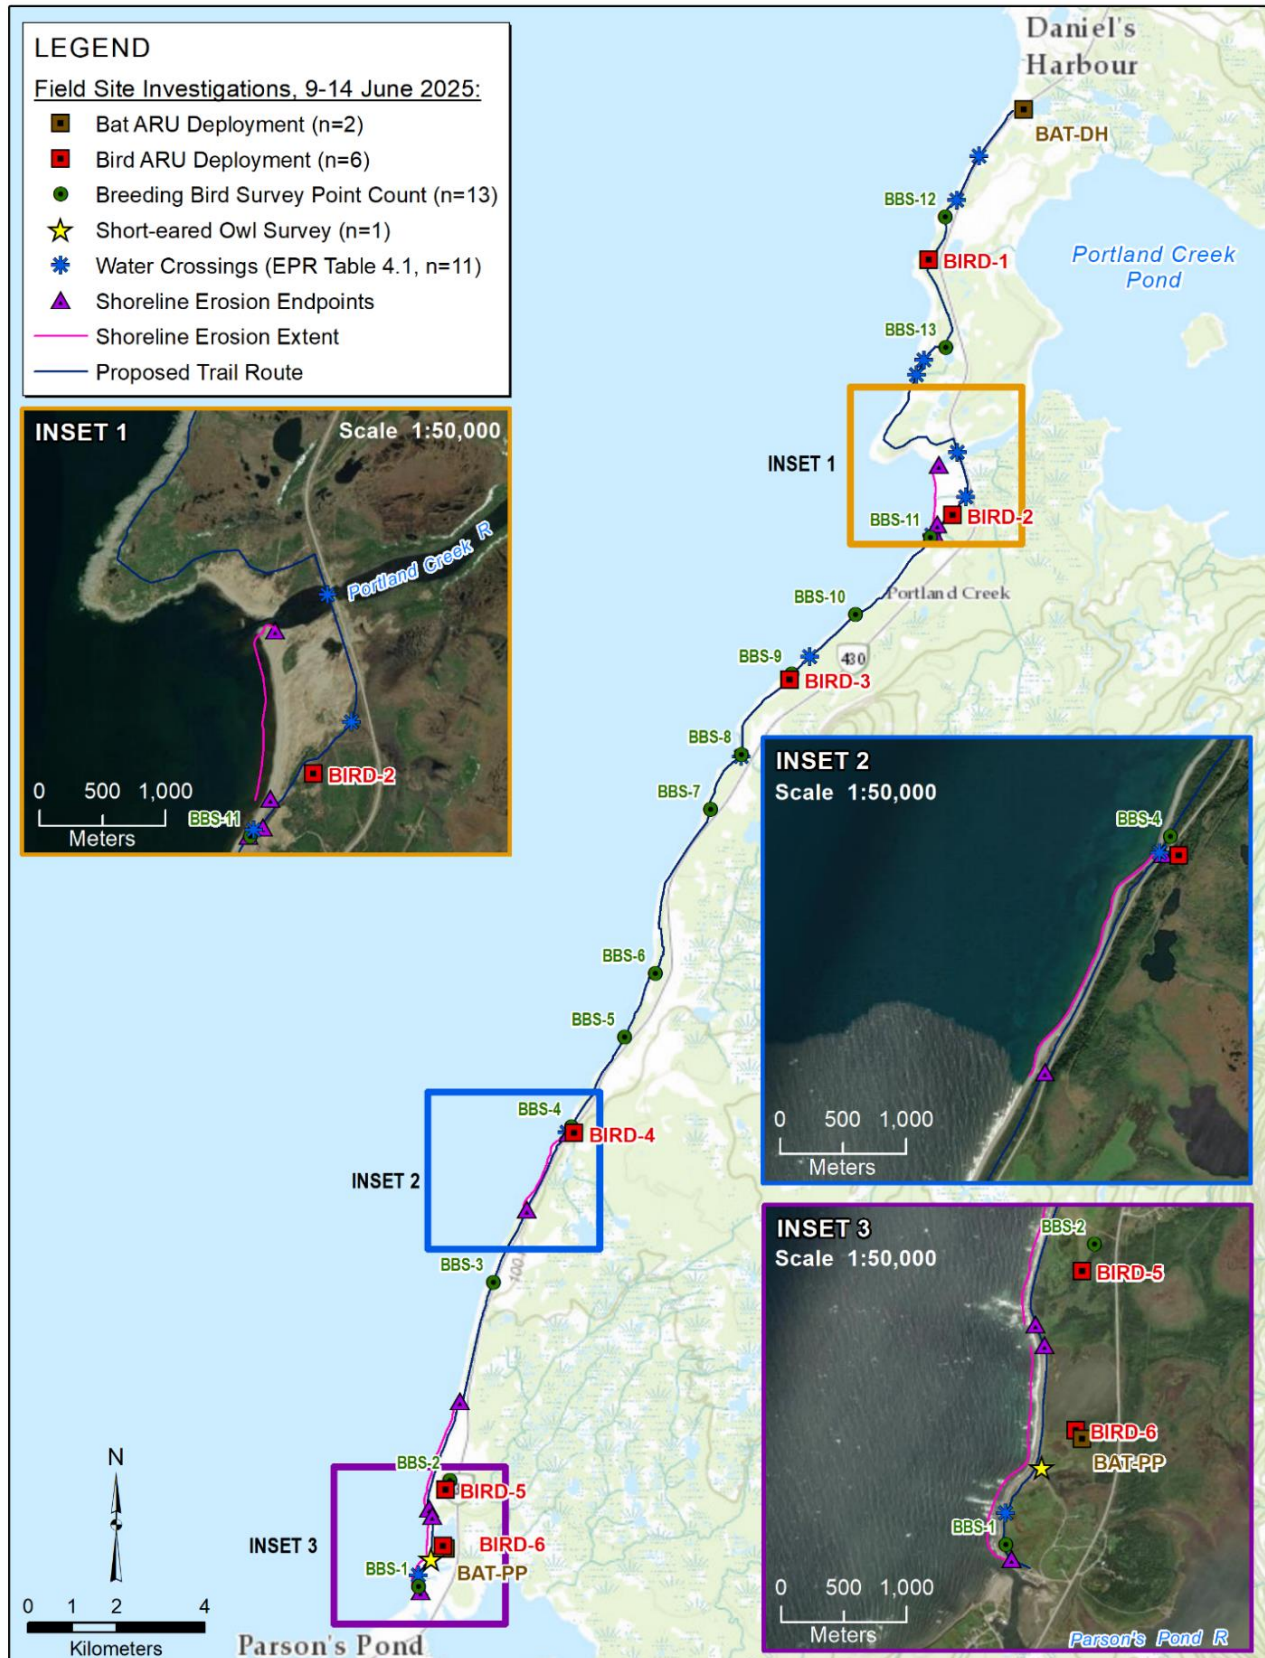 LEGEND
Field Site Investigations, 9-14 June 2025:
Bat ARU Deployment (n=2)
Bird ARU Deployment (n=6)
Breeding Bird Survey Point Count (n=13)
Short-eared Owl Survey (n=1)
Water Crossings (EPR Table 4.1, n=11)
Shoreline Erosion Endpoints
Shoreline Erosion Extent
Proposed Trail Route
Daniel's
Harbour
BAT-DH
BBS-12
BIRD-1
Portland Creek
Pond
BBS-13
INSET 1
BBS-11
BIRD-2
BBS-10
Portland Creek
BBS-9
430
BIRD-3
BBS-8
BBS-7
BBS-6
BBS-5
BBS-4
BIRD-4
INSET 2
BBS-3
100
BBS-2
BIRD-5
INSET 3
BIRD-6
BBS-1
BAT-PP
Parson's Pond
N
0 1 2 4
Kilometers
INSET 1
Scale 1:50,000
Portland Creek R
BIRD-2
BBS-11
0 500 1,000
Meters
INSET 2
Scale 1:50,000
BBS-4
0 500 1,000
Meters
INSET 3
Scale 1:50,000
BBS-2
BIRD-5
BIRD-6
BAT-PP
BBS-1
0 500 1,000
Meters
Parson's Pond R